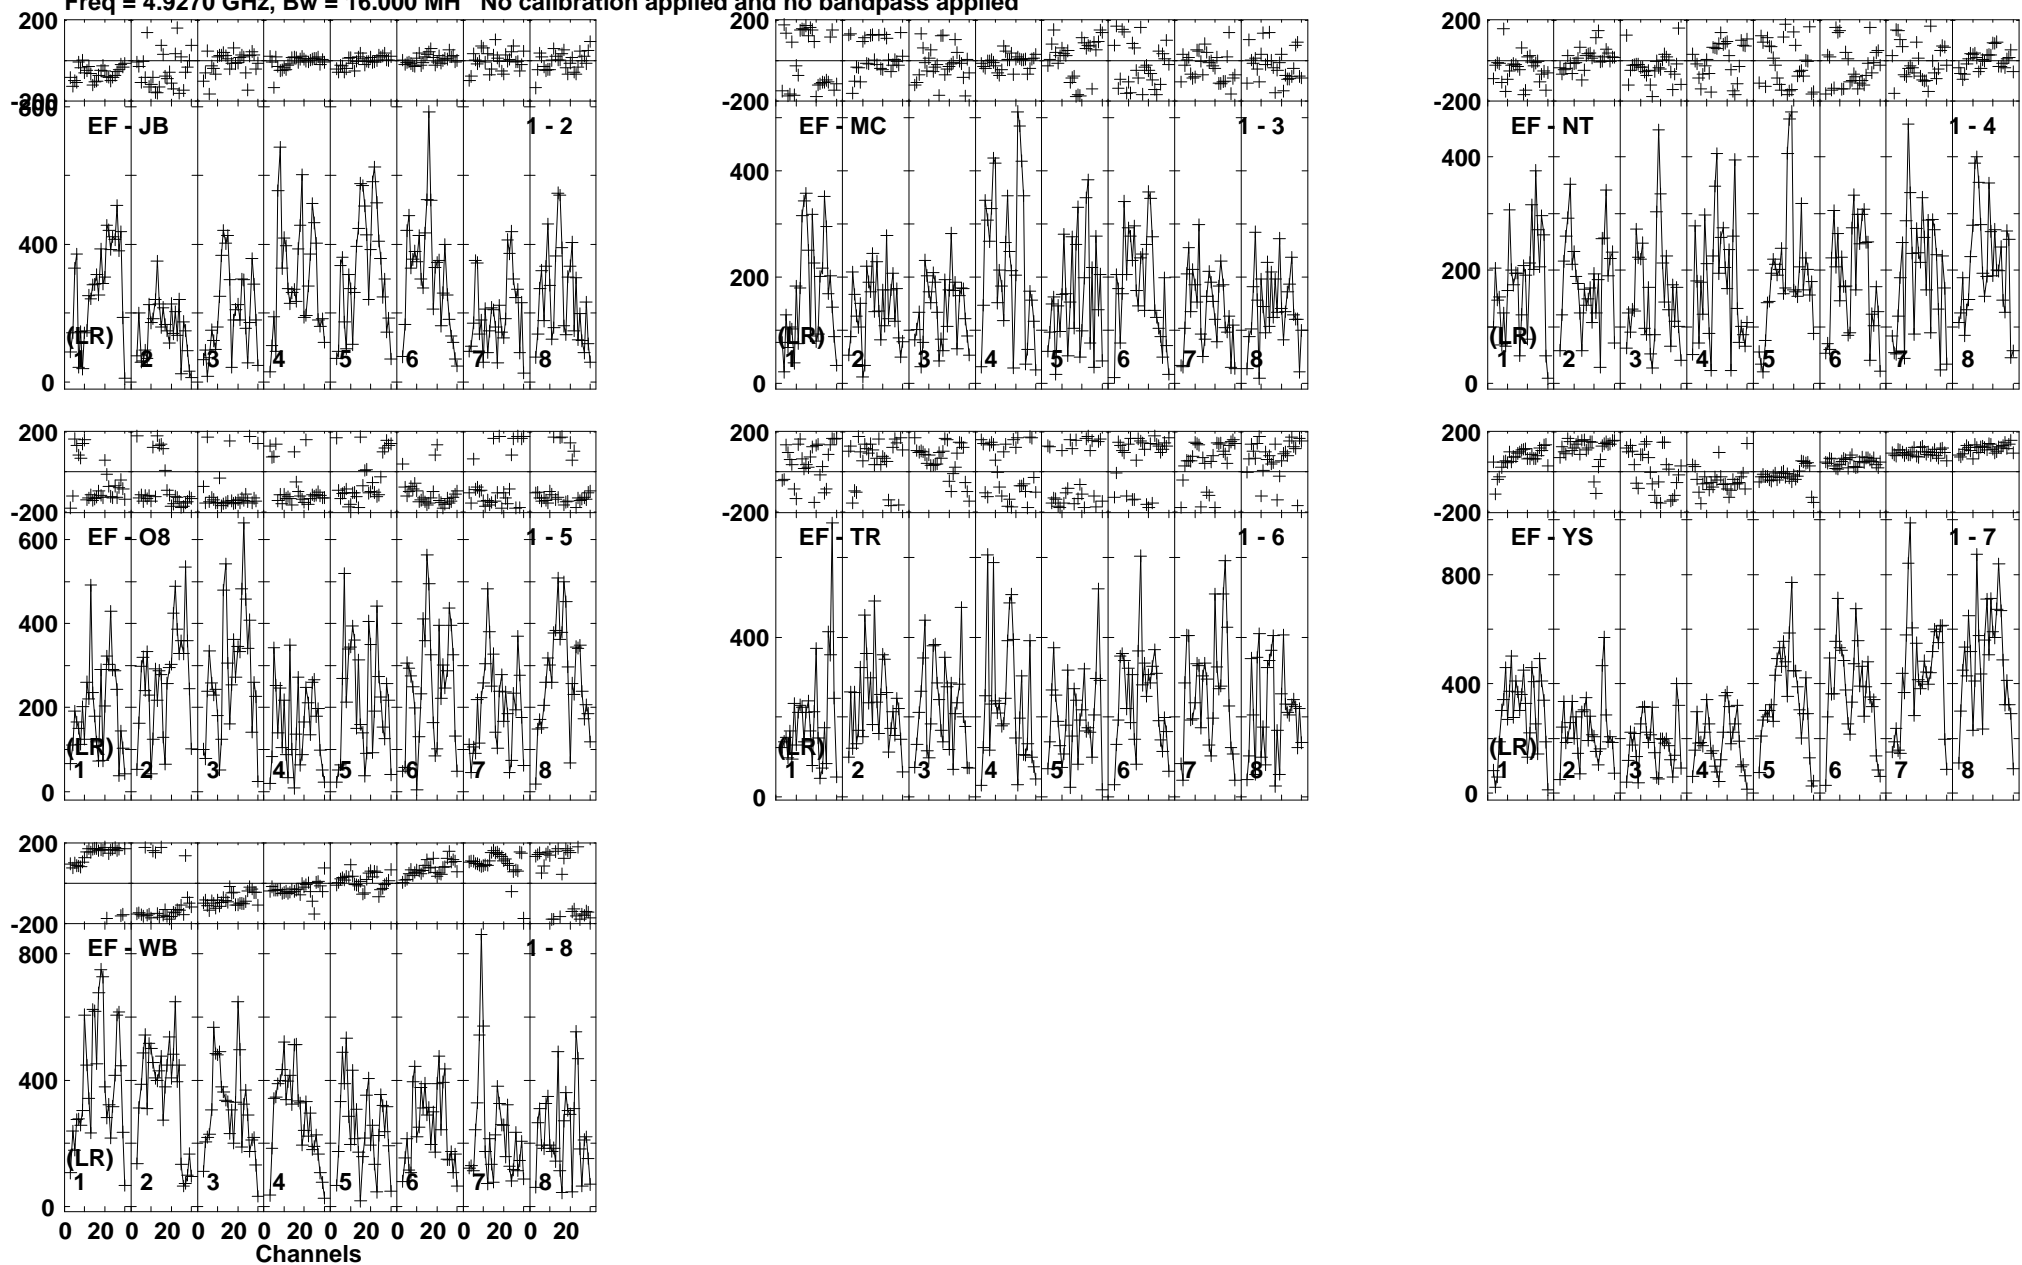 Freq = 4.9270 GHz, Bw = 16.000 MH No calibration applied and no bandpass applied
200
-200
800
EF - JB
1 - 2
400
(LR)
1 2 3 4 5 6 7 8
0
200
-200
EF - MC
1 - 3
400
200
(LR)
1 2 3 4 5 6 7 8
0
200
-200
EF - NT
1 - 4
400
200
(LR)
1 2 3 4 5 6 7 8
0
200
-200
600
EF - O8
1 - 5
400
200
(LR)
1 2 3 4 5 6 7 8
0
200
-200
EF - TR
1 - 6
400
(LR)
1 2 3 4 5 6 7 8
0
200
-200
EF - YS
1 - 7
800
400
(LR)
1 2 3 4 5 6 7 8
0
200
-200
800
EF - WB
1 - 8
400
(LR)
1 2 3 4 5 6 7 8
0
0 20 0 20 0 20 0 20 0 20 0 20 0 20 0 20
Channels